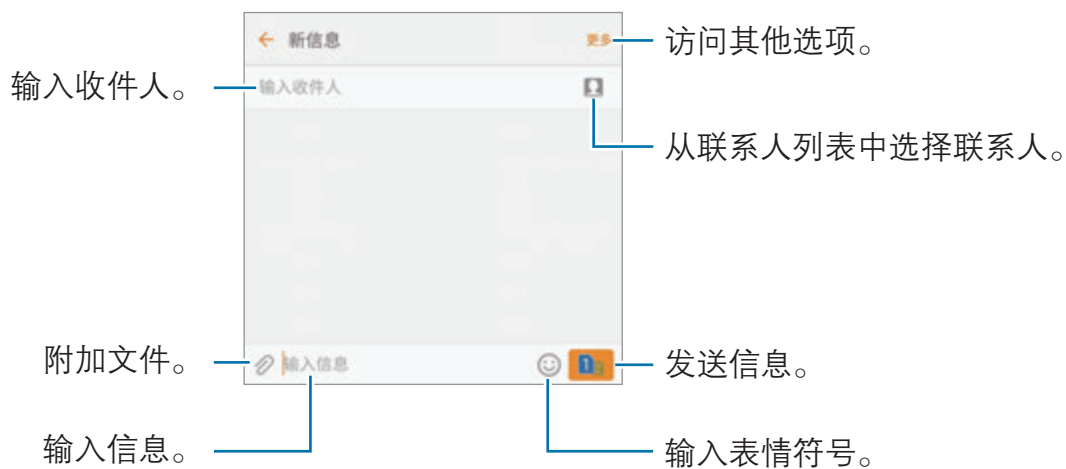 新信息
更多
访问其他选项。
输入收件人。
输入收件人
从联系人列表中选择联系人。
附加文件。
输入信息
1
发送信息。
输入信息。
输入表情符号。